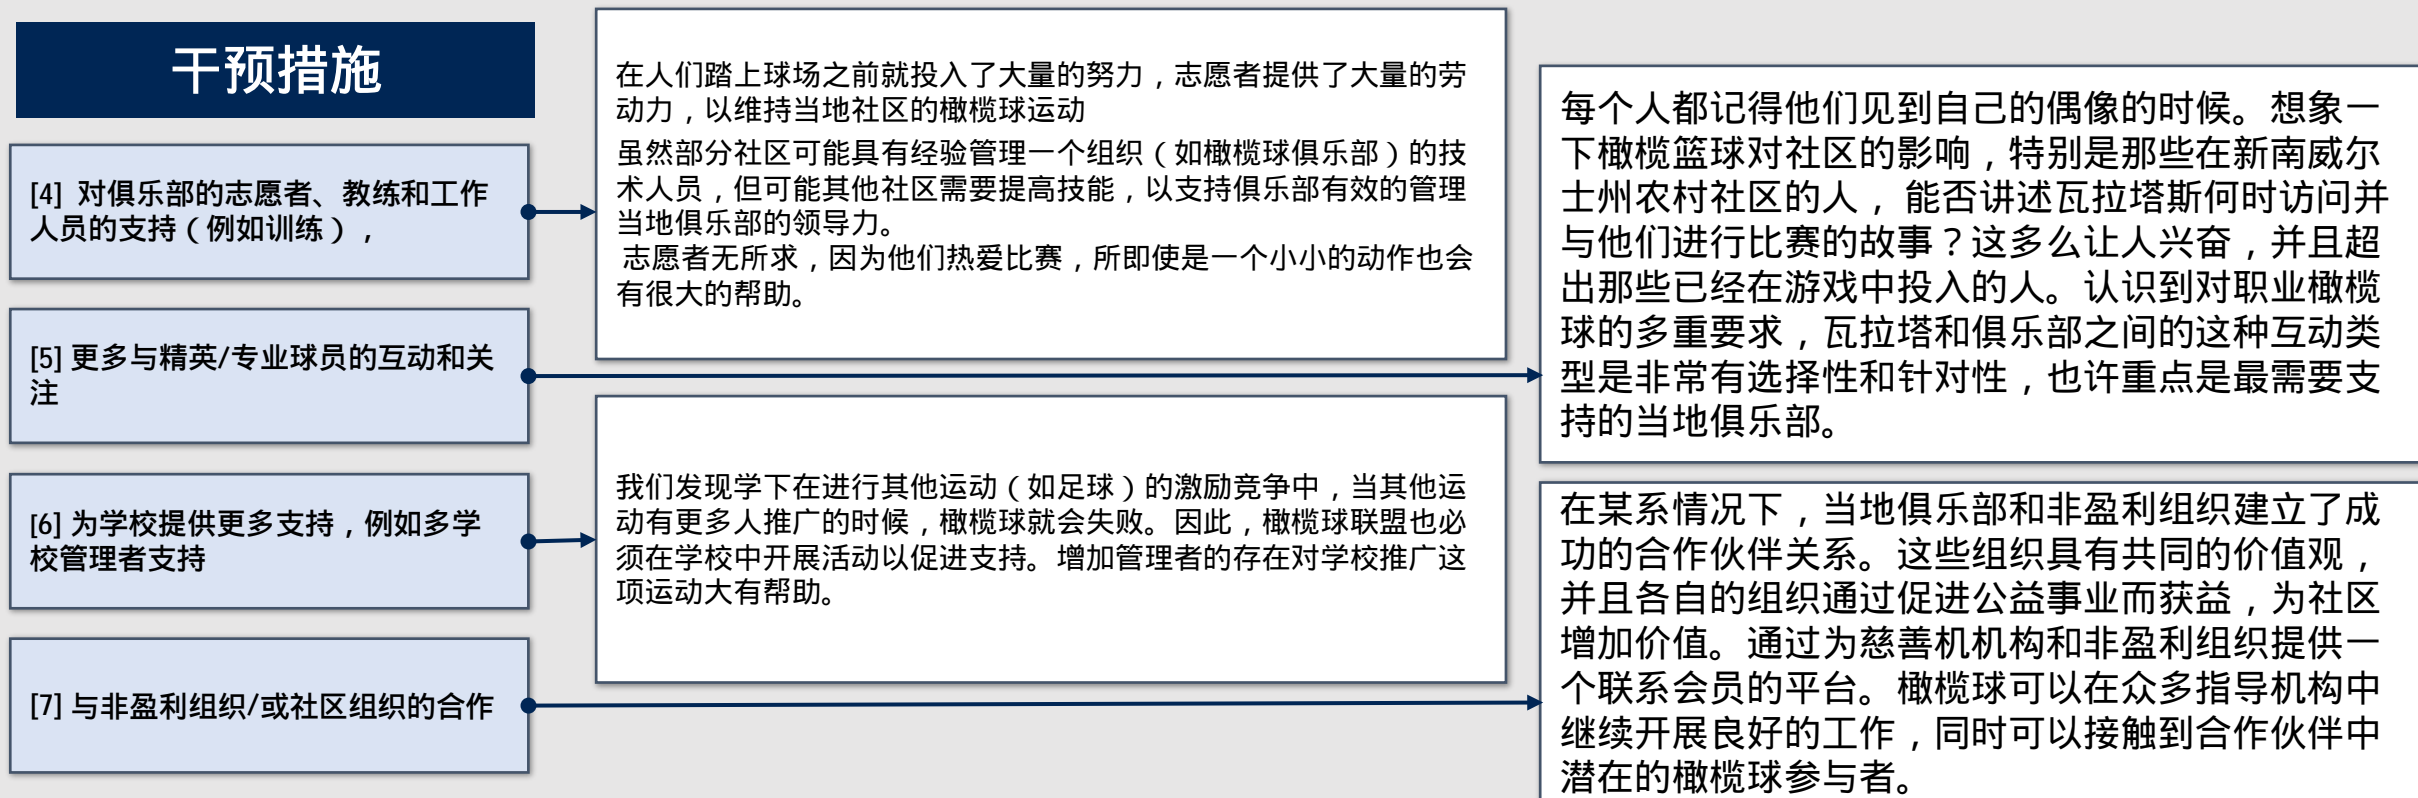 干预措施
[4]  对俱乐部的志愿者、教练和工作
人员的支持（例如训练），
在人们踏上球场之前就投入了大量的努力，志愿者提供了大量的劳
动力，以维持当地社区的橄榄球运动
虽然部分社区可能具有经验管理一个组织（如橄榄球俱乐部）的技
术人员，但可能其他社区需要提高技能，以支持俱乐部有效的管理
当地俱乐部的领导力。
志愿者无所求，因为他们热爱比赛，所即使是一个小小的动作也会
有很大的帮助。
[5] 更多与精英/专业球员的互动和关
注
每个人都记得他们见到自己的偶像的时候。想象一
下橄榄篮球对社区的影响，特别是那些在新南威尔
士州农村社区的人， 能否讲述瓦拉塔斯何时访问并
与他们进行比赛的故事？这多么让人兴奋，并且超
出那些已经在游戏中投入的人。认识到对职业橄榄
球的多重要求，瓦拉塔和俱乐部之间的这种互动类
型是非常有选择性和针对性，也许重点是最需要支
持的当地俱乐部。
[6] 为学校提供更多支持，例如多学
校管理者支持
我们发现学下在进行其他运动（如足球）的激励竞争中，当其他运
动有更多人推广的时候，橄榄球就会失败。因此，橄榄球联盟也必
须在学校中开展活动以促进支持。增加管理者的存在对学校推广这
项运动大有帮助。
[7] 与非盈利组织/或社区组织的合作
在某系情况下，当地俱乐部和非盈利组织建立了成
功的合作伙伴关系。这些组织具有共同的价值观，
并且各自的组织通过促进公益事业而获益，为社区
增加价值。通过为慈善机机构和非盈利组织提供一
个联系会员的平台。橄榄球可以在众多指导机构中
继续开展良好的工作，同时可以接触到合作伙伴中
潜在的橄榄球参与者。